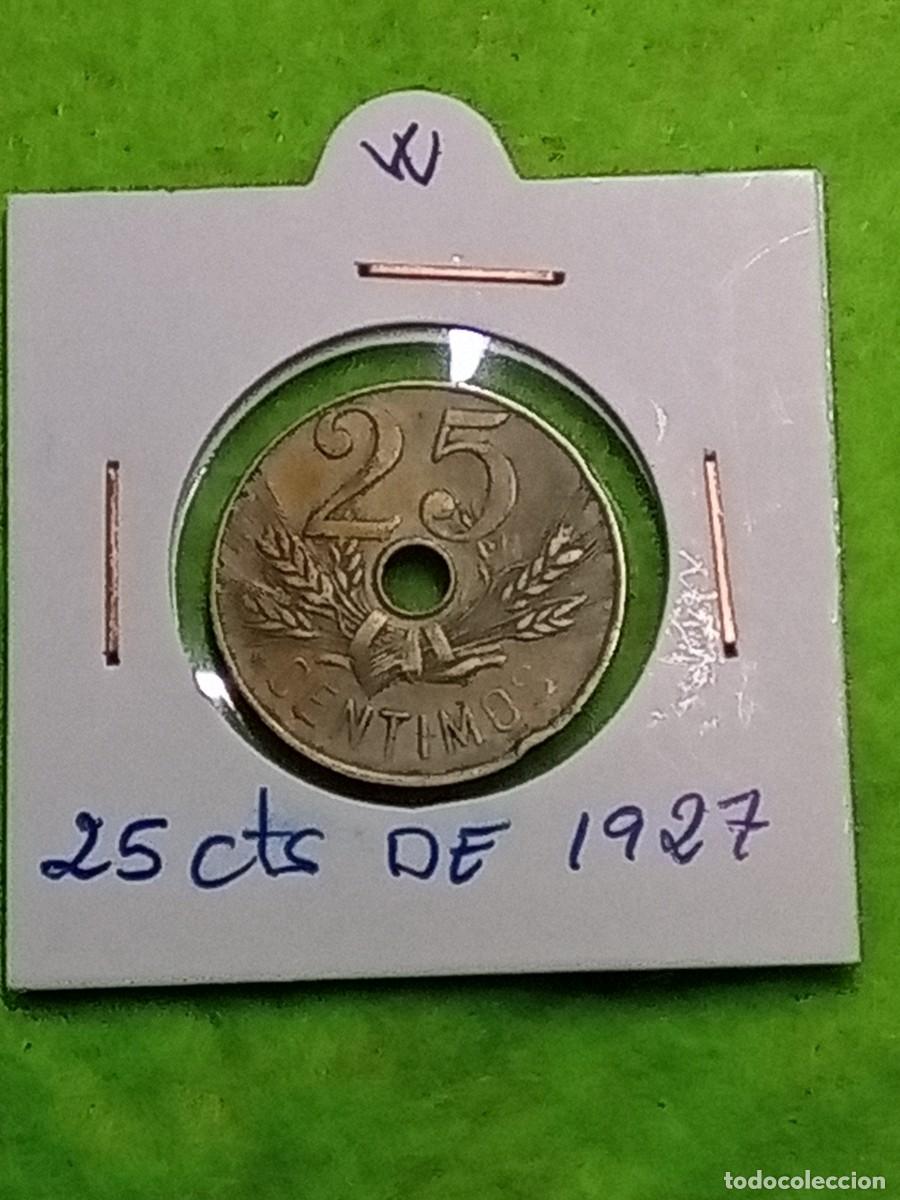 W
25
CENTIMOS
25 cts DE 1927
todocoleccion